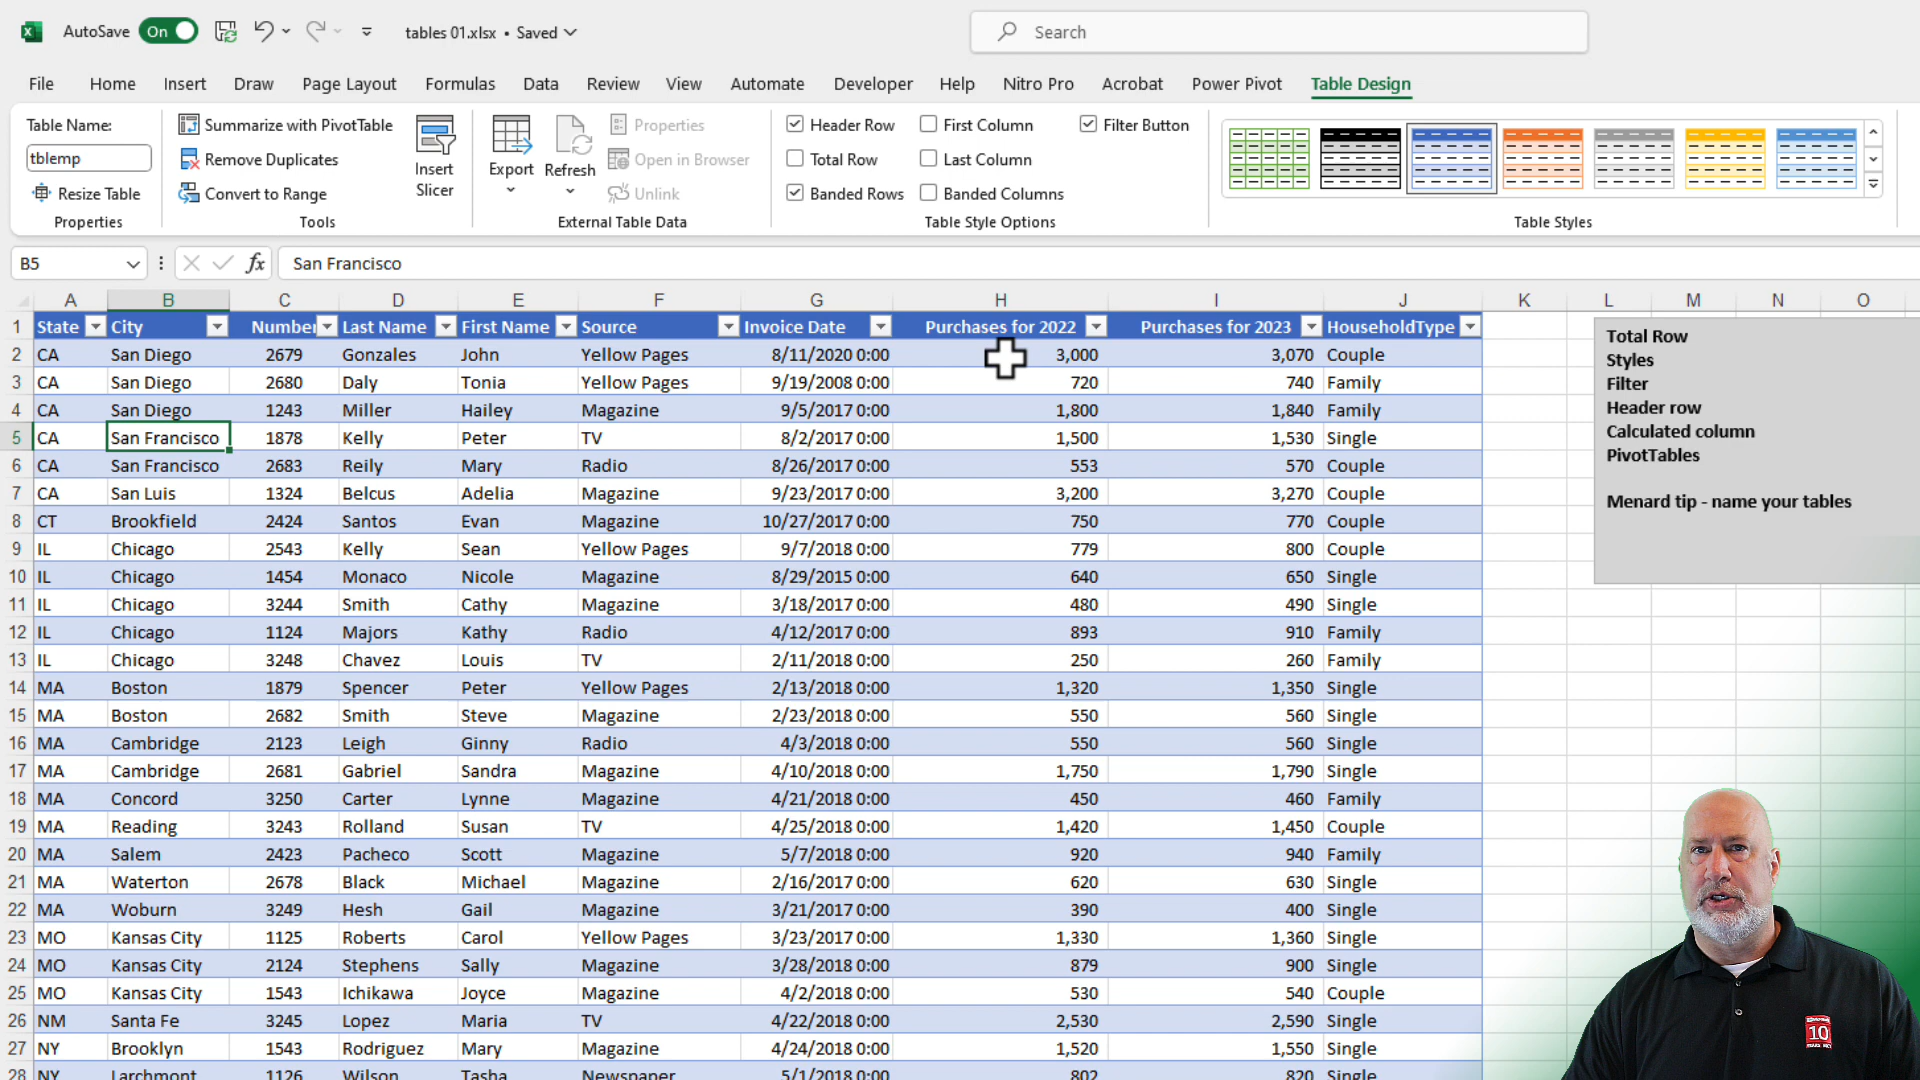 AutoSave On tables 01.xlsx • Saved Search
File Home Insert Draw Page Layout Formulas Data Review View Automate Developer Help Nitro Pro Acrobat Power Pivot Table Design
Table Name: Summarize with PivotTable Properties Header Row First Column Filter Button
tblemp Remove Duplicates Insert Slicer Export Refresh Open in Browser Total Row Last Column
Resize Table Convert to Range Unlink Banded Rows Banded Columns
Properties Tools External Table Data Table Style Options Table Styles
B5 fx San Francisco
A B C D E F G H I J K L M N O
1 State City Number Last Name First Name Source Invoice Date Purchases for 2022 Purchases for 2023 HouseholdType
2 CA San Diego 2679 Gonzales John Yellow Pages 8/11/2020 0:00 3,000 3,070 Couple
3 CA San Diego 2680 Daly Tonia Yellow Pages 9/19/2008 0:00 720 740 Family
4 CA San Diego 1243 Miller Hailey Magazine 9/5/2017 0:00 1,800 1,840 Family
5 CA San Francisco 1878 Kelly Peter TV 8/2/2017 0:00 1,500 1,530 Single
6 CA San Francisco 2683 Reily Mary Radio 8/26/2017 0:00 553 570 Couple
7 CA San Luis 1324 Belcus Adelia Magazine 9/23/2017 0:00 3,200 3,270 Couple
8 CT Brookfield 2424 Santos Evan Magazine 10/27/2017 0:00 750 770 Couple
9 IL Chicago 2543 Kelly Sean Yellow Pages 9/7/2018 0:00 779 800 Couple
10 IL Chicago 1454 Monaco Nicole Magazine 8/29/2015 0:00 640 650 Single
11 IL Chicago 3244 Smith Cathy Magazine 3/18/2017 0:00 480 490 Single
12 IL Chicago 1124 Majors Kathy Radio 4/12/2017 0:00 893 910 Family
13 IL Chicago 3248 Chavez Louis TV 2/11/2018 0:00 250 260 Family
14 MA Boston 1879 Spencer Peter Yellow Pages 2/13/2018 0:00 1,320 1,350 Single
15 MA Boston 2682 Smith Steve Magazine 2/23/2018 0:00 550 560 Single
16 MA Cambridge 2123 Leigh Ginny Radio 4/3/2018 0:00 550 560 Single
17 MA Cambridge 2681 Gabriel Sandra Magazine 4/10/2018 0:00 1,750 1,790 Single
18 MA Concord 3250 Carter Lynne Magazine 4/21/2018 0:00 450 460 Family
19 MA Reading 3243 Rolland Susan TV 4/25/2018 0:00 1,420 1,450 Couple
20 MA Salem 2423 Pacheco Scott Magazine 5/7/2018 0:00 920 940 Family
21 MA Waterton 2678 Black Michael Magazine 2/16/2017 0:00 620 630 Single
22 MA Woburn 3249 Hesh Gail Magazine 3/21/2017 0:00 390 400 Single
23 MO Kansas City 1125 Roberts Carol Yellow Pages 3/23/2017 0:00 1,330 1,360 Single
24 MO Kansas City 2124 Stephens Sally Magazine 3/28/2018 0:00 879 900 Single
25 MO Kansas City 1543 Ichikawa Joyce Magazine 4/2/2018 0:00 530 540 Couple
26 NM Santa Fe 3245 Lopez Maria TV 4/22/2018 0:00 2,530 2,590 Single
27 NY Brooklyn 1543 Rodriguez Mary Magazine 4/24/2018 0:00 1,520 1,550 Single
28 NY Larchmont 1126 Wilson Tasha Newspaper 5/1/2018 0:00 802 820 Single
Total Row
Styles
Filter
Header row
Calculated column
PivotTables
Menard tip - name your tables
10